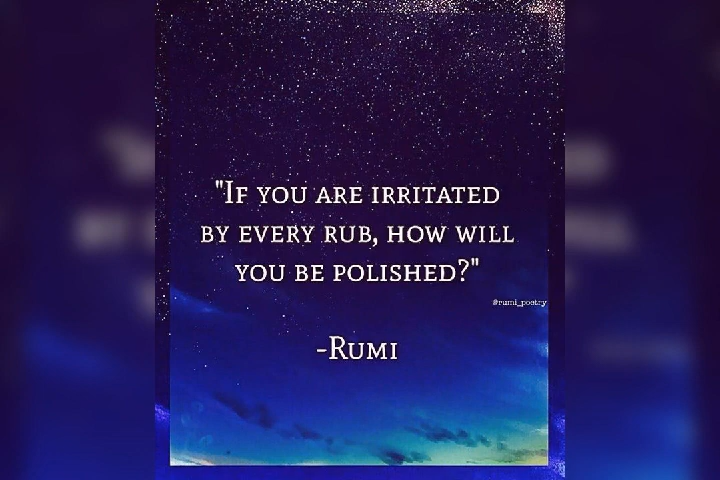 "If you are irritated
by every rub, how will
you be polished?"
@rumi_poetry
-Rumi